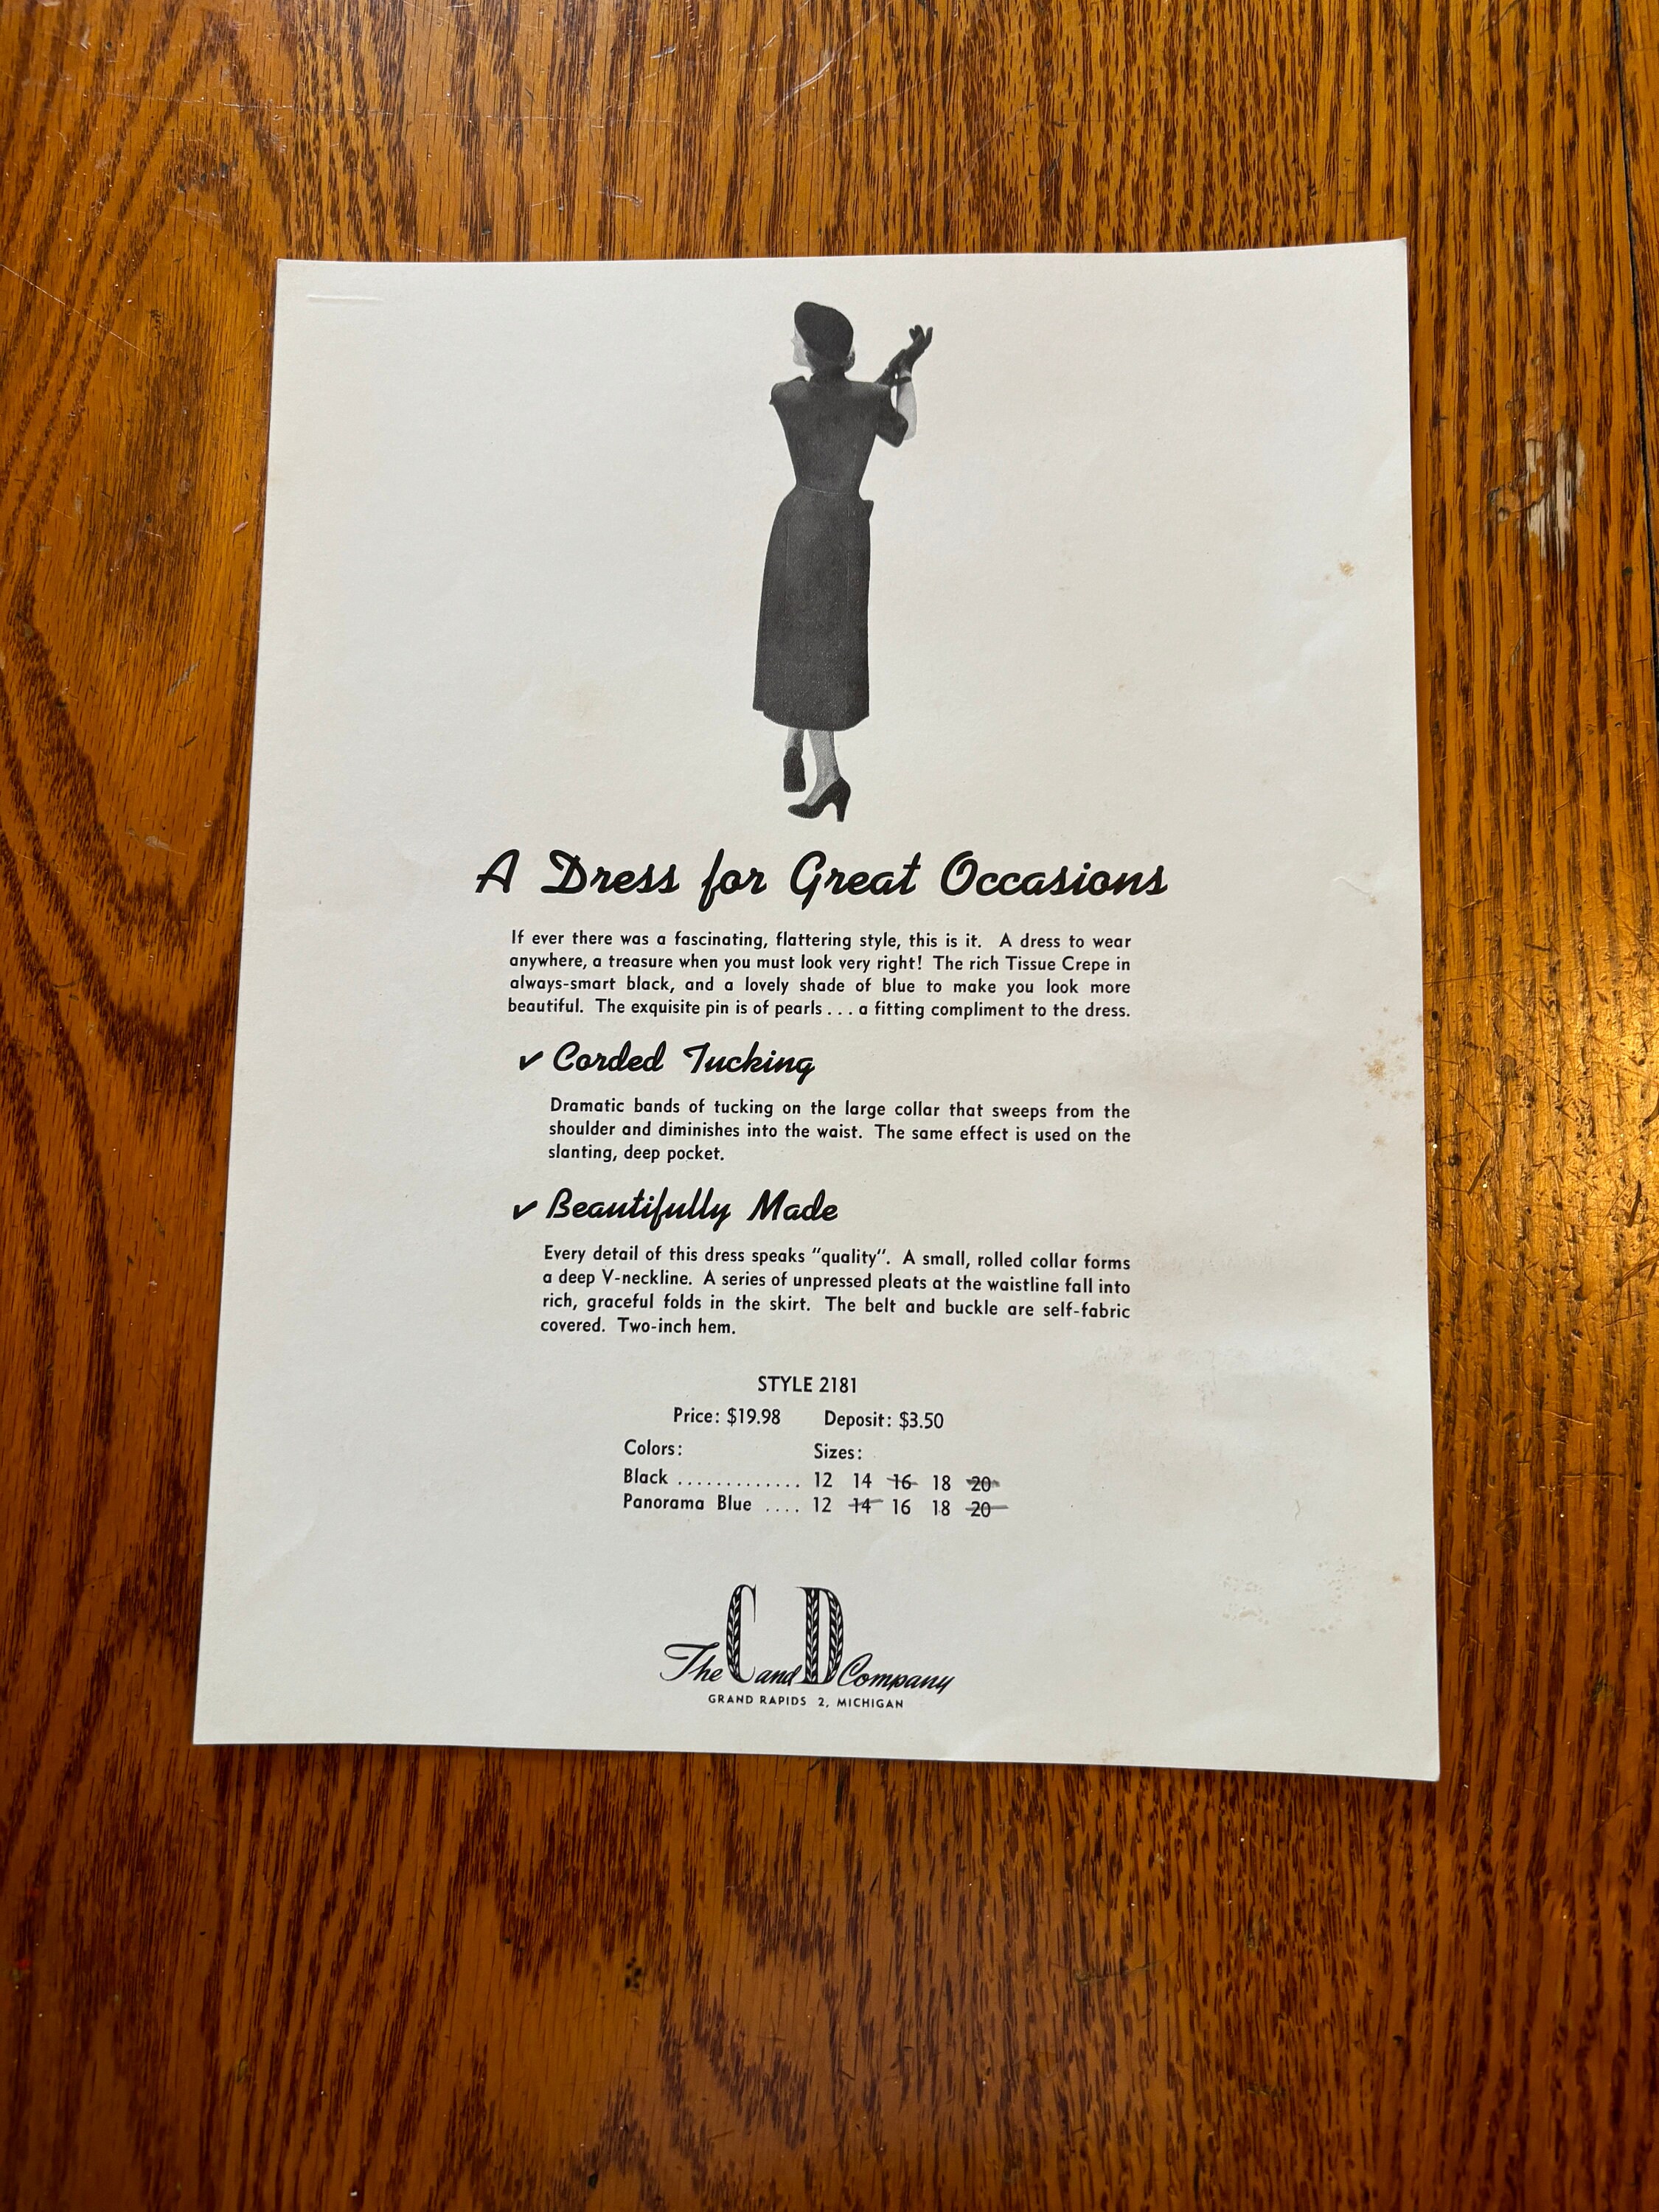 A Dress for Great Occasions
If ever there was a fascinating, flattering style, this is it. A dress to wear
anywhere, a treasure when you must look very right! The rich Tissue Crepe in
always-smart black, and a lovely shade of blue to make you look more
beautiful. The exquisite pin is of pearls . . . a fitting compliment to the dress.
✓ Corded Tucking
Dramatic bands of tucking on the large collar that sweeps from the
shoulder and diminishes into the waist. The same effect is used on the
slanting, deep pocket.
✓ Beautifully Made
Every detail of this dress speaks "quality". A small, rolled collar forms
a deep V-neckline. A series of unpressed pleats at the waistline fall into
rich, graceful folds in the skirt. The belt and buckle are self-fabric
covered. Two-inch hem.
STYLE 2181
Price: $19.98 Deposit: $3.50
Colors: Sizes:
Black ............. 12 14 16 18 20
Panorama Blue .... 12 14 16 18 20
The C and D Company
GRAND RAPIDS 2, MICHIGAN